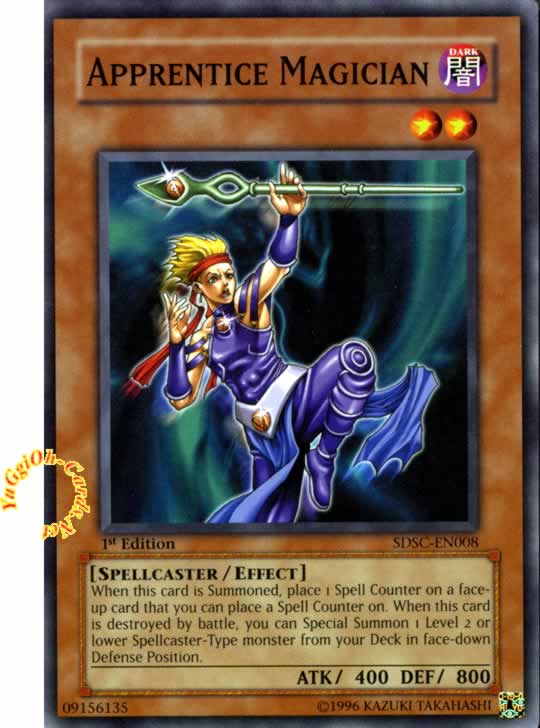 APPRENTICE MAGICIAN
DARK
闇
YuGgiOh-Cards.Net
1st Edition
SDSC-EN008
[SPELLCASTER / EFFECT]
When this card is Summoned, place 1 Spell Counter on a face-
up card that you can place a Spell Counter on. When this card
is destroyed by battle, you can Special Summon 1 Level 2 or
lower Spellcaster-Type monster from your Deck in face-down
Defense Position.
ATK/ 400 DEF/ 800
09156135
©1996 KAZUKI TAKAHASHI